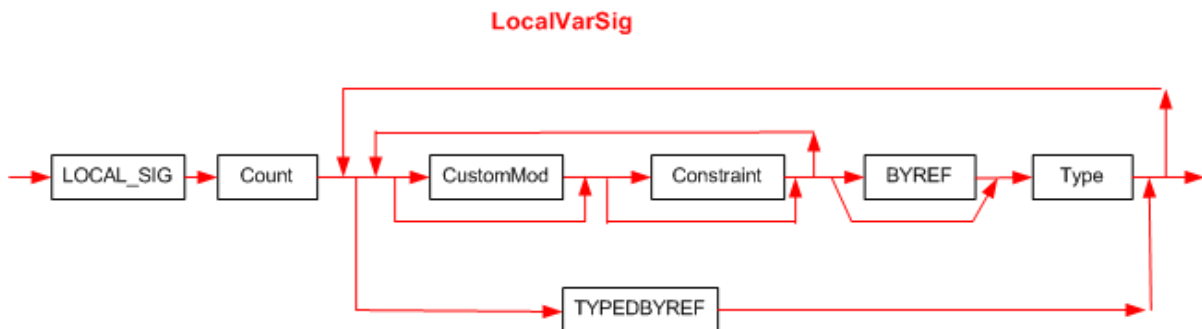 LocalVarSig
LOCAL_SIG
Count
CustomMod
Constraint
BYREF
Type
TYPEDBYREF